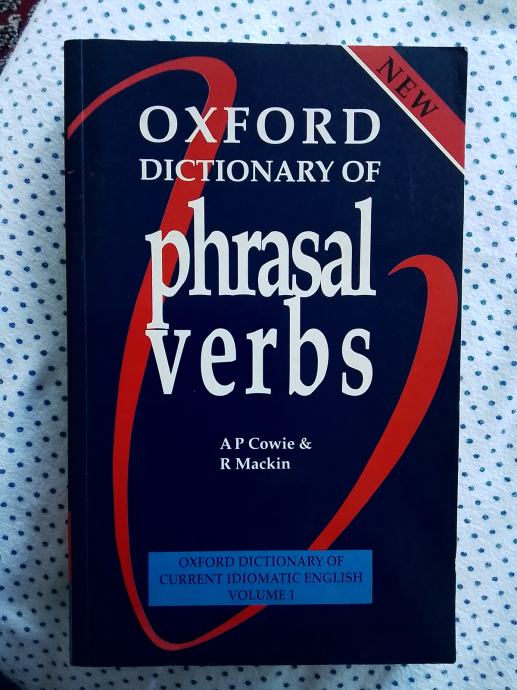 NEW
OXFORD
DICTIONARY OF
phrasal
verbs
A P Cowie &
R Mackin
OXFORD DICTIONARY OF
CURRENT IDIOMATIC ENGLISH
VOLUME 1